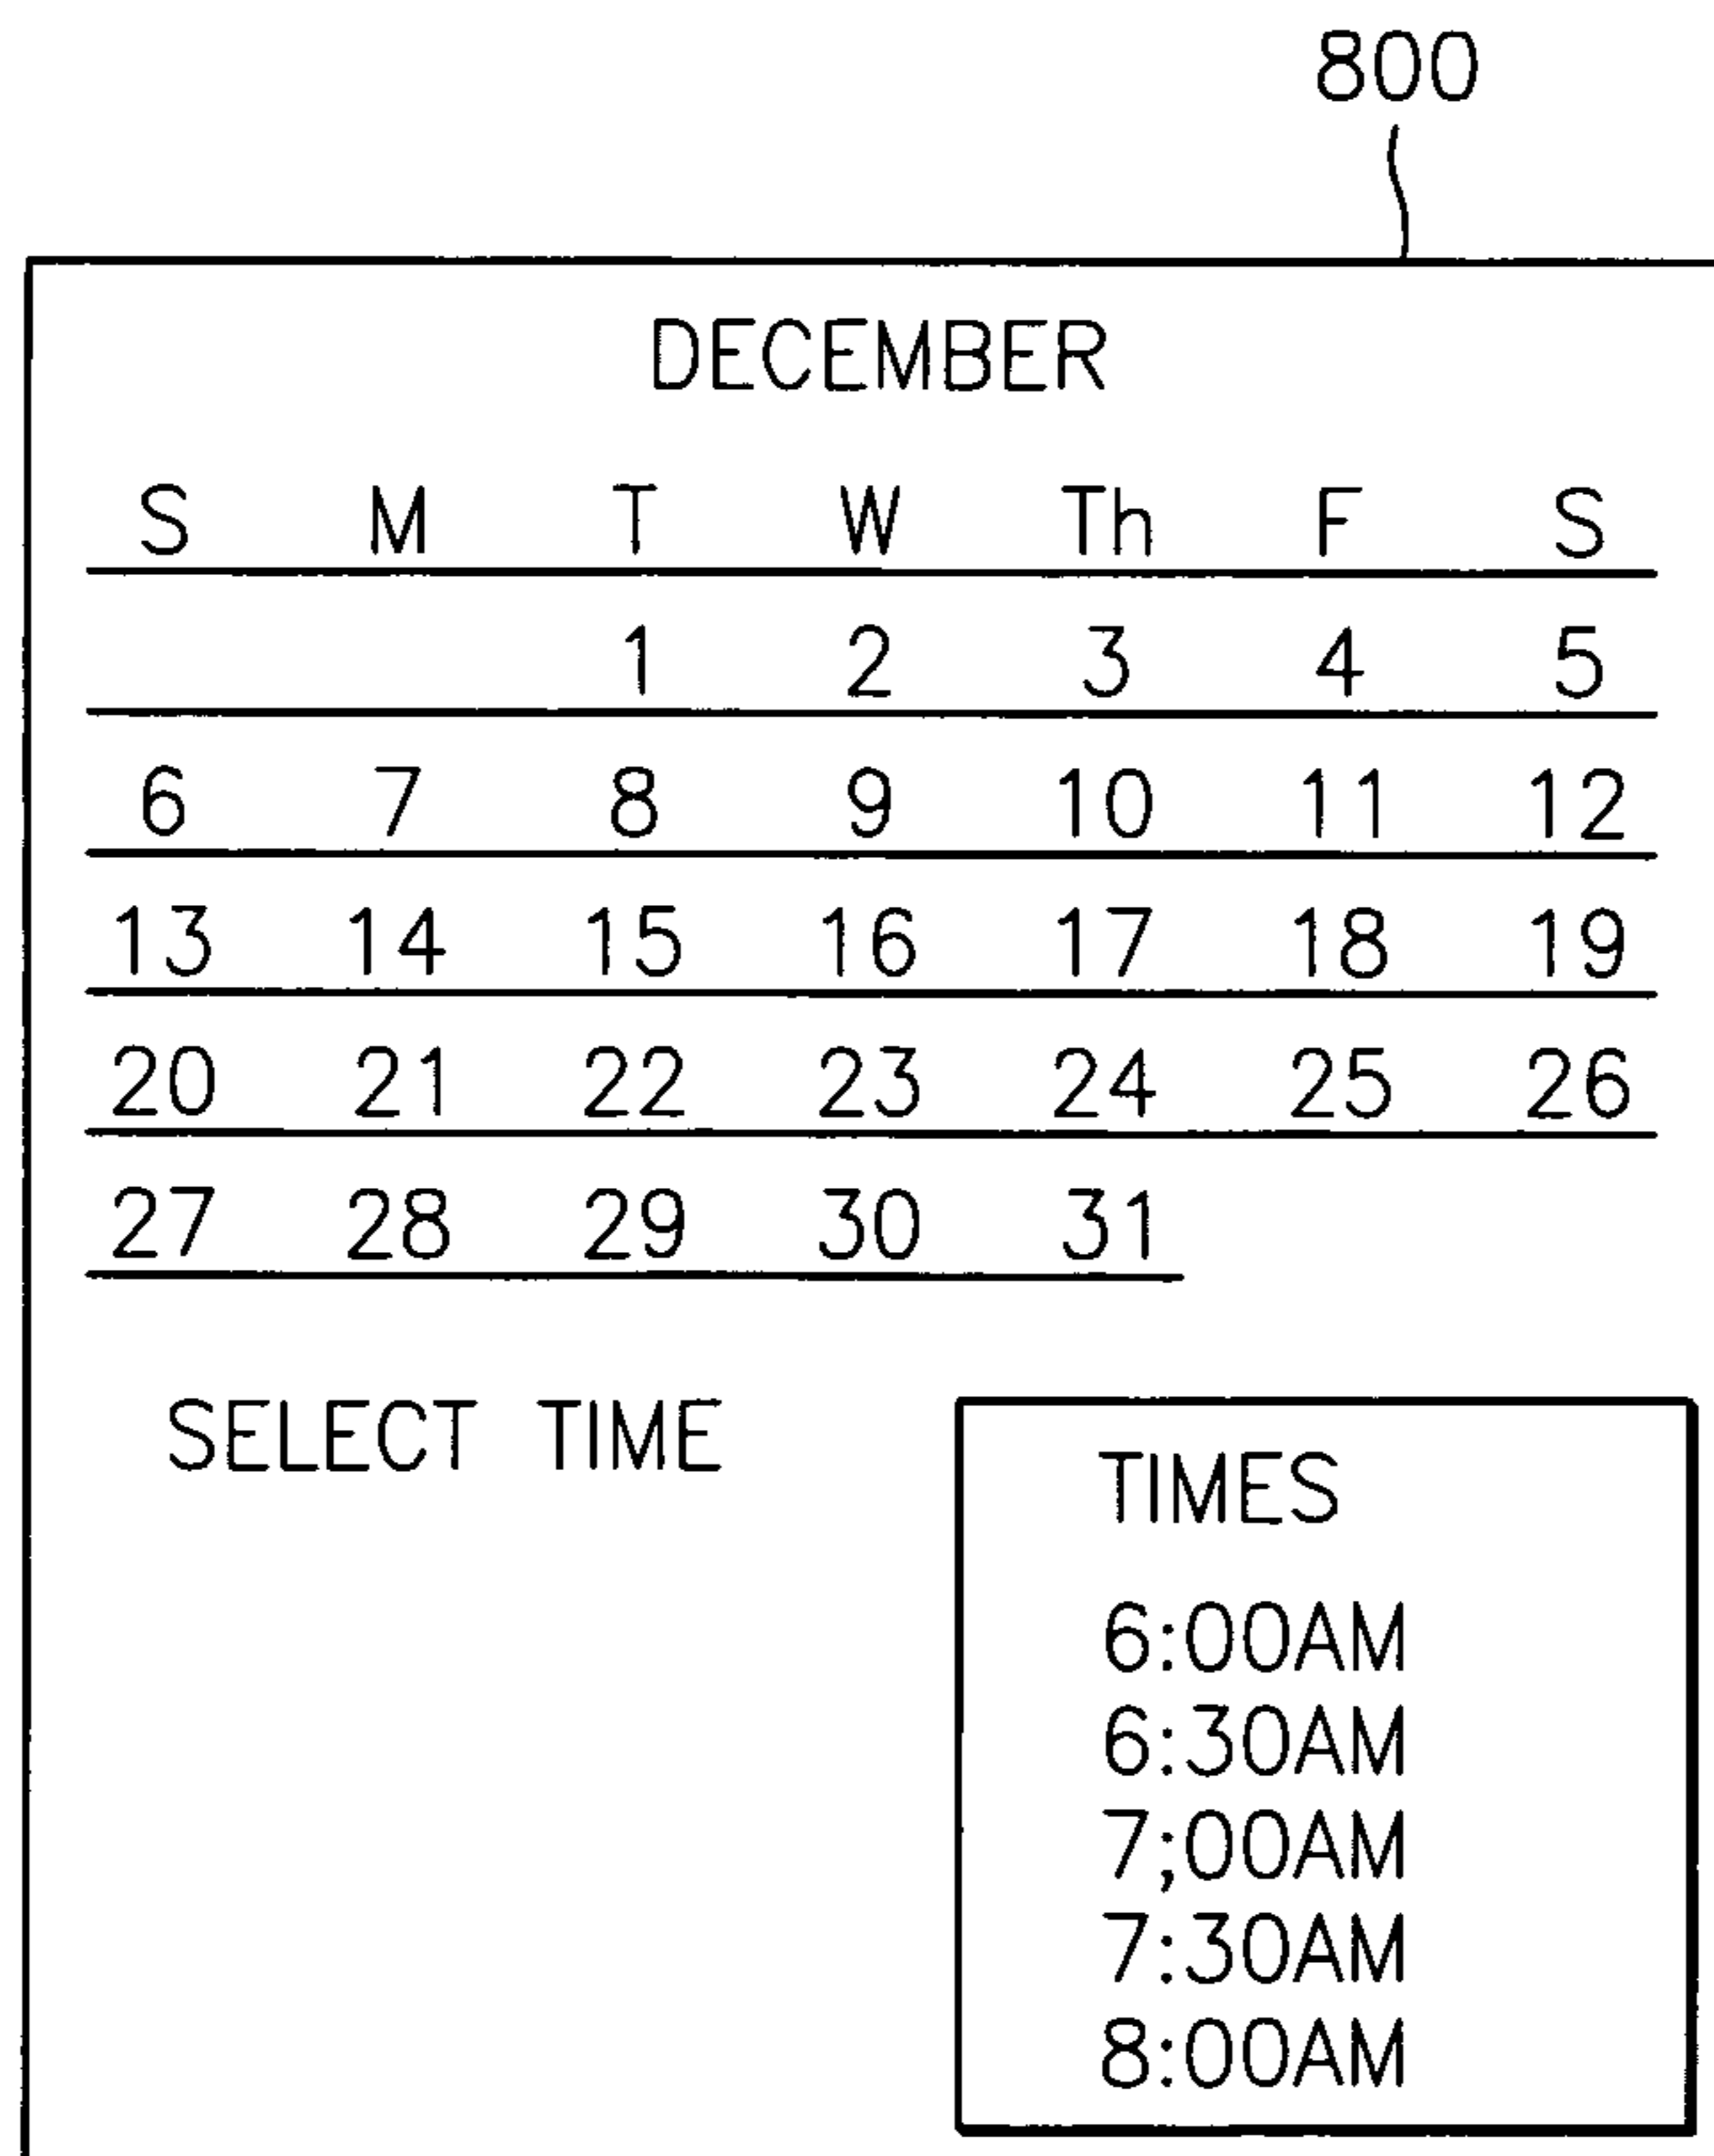 800
DECEMBER
S M T W Th F S
1 2 3 4 5
6 7 8 9 10 11 12
13 14 15 16 17 18 19
20 21 22 23 24 25 26
27 28 29 30 31
SELECT TIME
TIMES
6:00AM
6:30AM
7;00AM
7:30AM
8:00AM